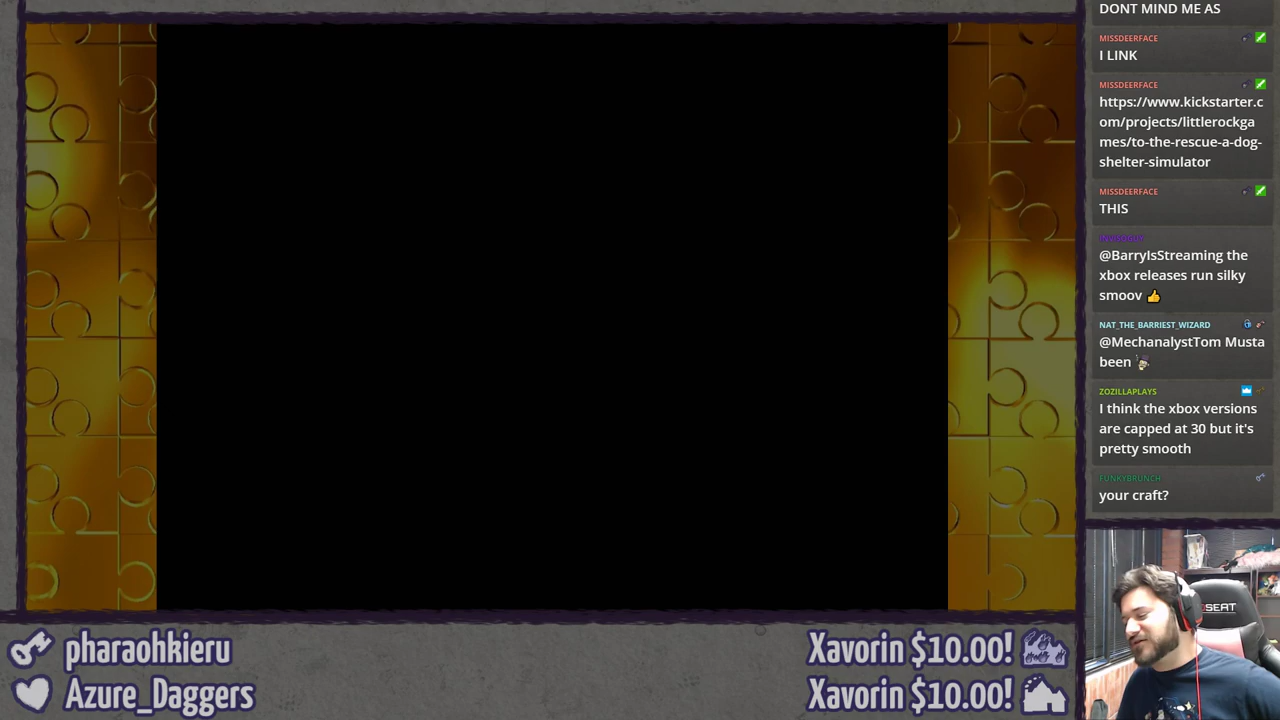 DONT MIND ME AS
MISSDEERFACE
I LINK
MISSDEERFACE
https://www.kickstarter.c
om/projects/littlerockga
mes/to-the-rescue-a-dog-
shelter-simulator
MISSDEERFACE
THIS
@BarryIsStreaming the
xbox releases run silky
smoov 👍
NAT_THE_BARRIEST_WIZARD
@MechanalystTom Musta
been
ZOZILLAPLAYS
I think the xbox versions
are capped at 30 but it's
pretty smooth
FUNKYBRUNCH
your craft?
SEAT
pharaohkieru
Azure_Daggers
Xavorin $10.00!
Xavorin $10.00!